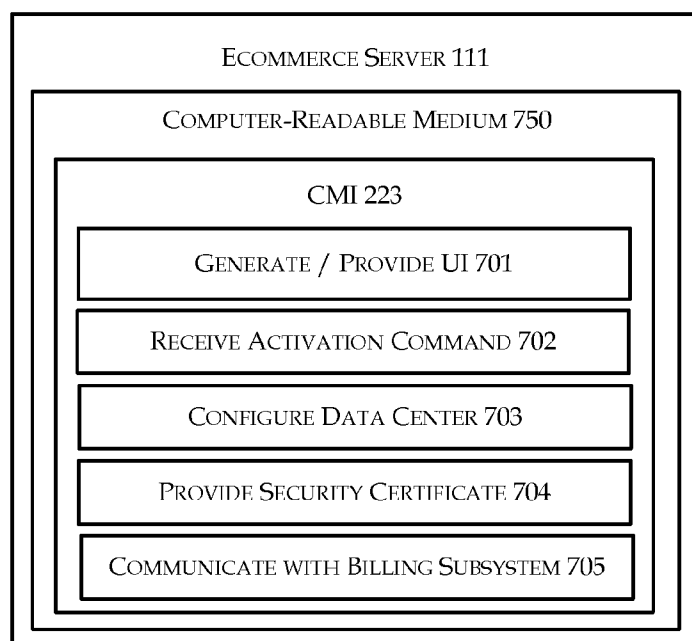 ECOMMERCE SERVER 111
COMPUTER-READABLE MEDIUM 750
CMI 223
GENERATE / PROVIDE UI 701
RECEIVE ACTIVATION COMMAND 702
CONFIGURE DATA CENTER 703
PROVIDE SECURITY CERTIFICATE 704
COMMUNICATE WITH BILLING SUBSYSTEM 705